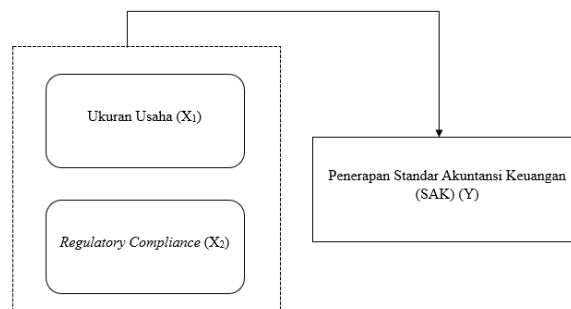 Ukuran Usaha (X₁)
Penerapan Standar Akuntansi Keuangan
(SAK) (Y)
Regulatory Compliance (X₂)